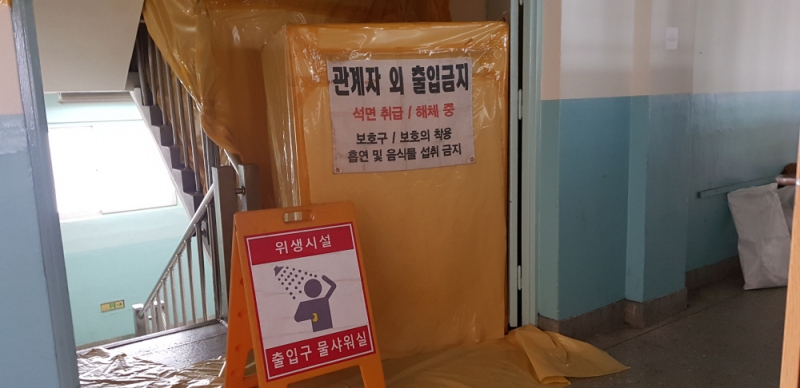 관계자 외 출입금지
석면 취급 / 해체 중
보호구 / 보호의 착용
흡연 및 음식물 섭취 금지
위생시설
출입구 물샤워실